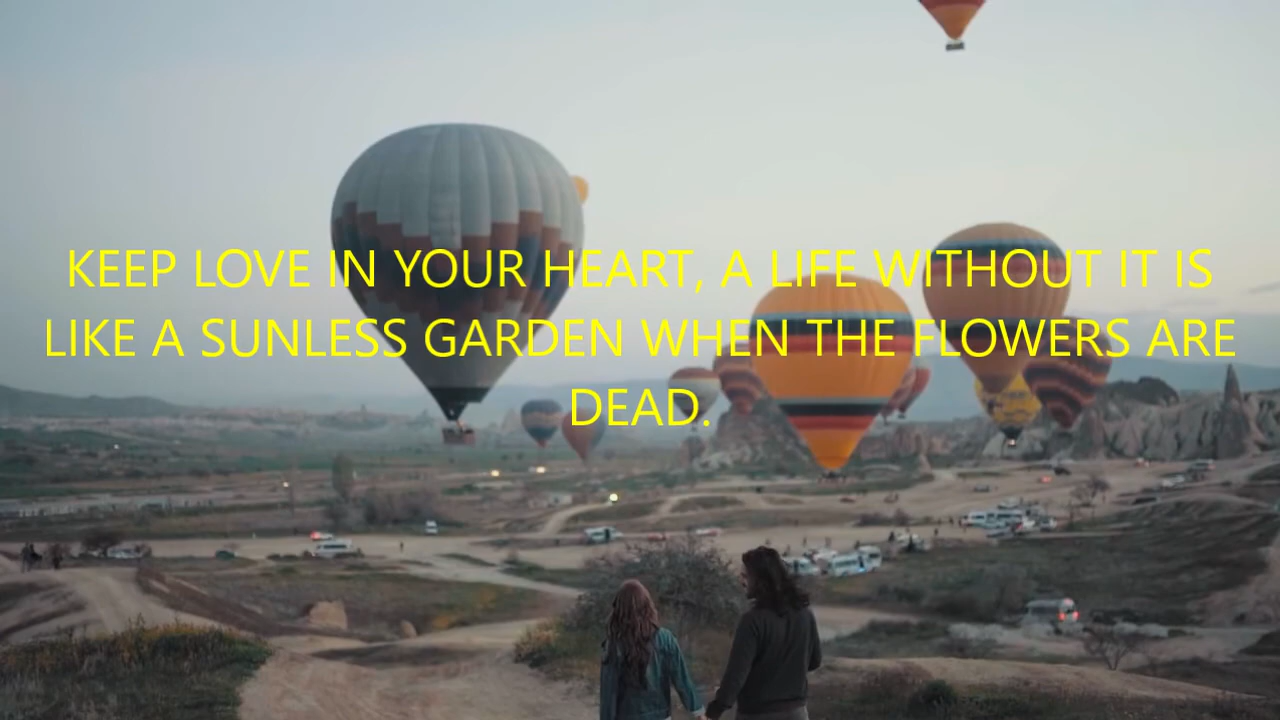 KEEP LOVE IN YOUR HEART, A LIFE WITHOUT IT IS
LIKE A SUNLESS GARDEN WHEN THE FLOWERS ARE
DEAD.